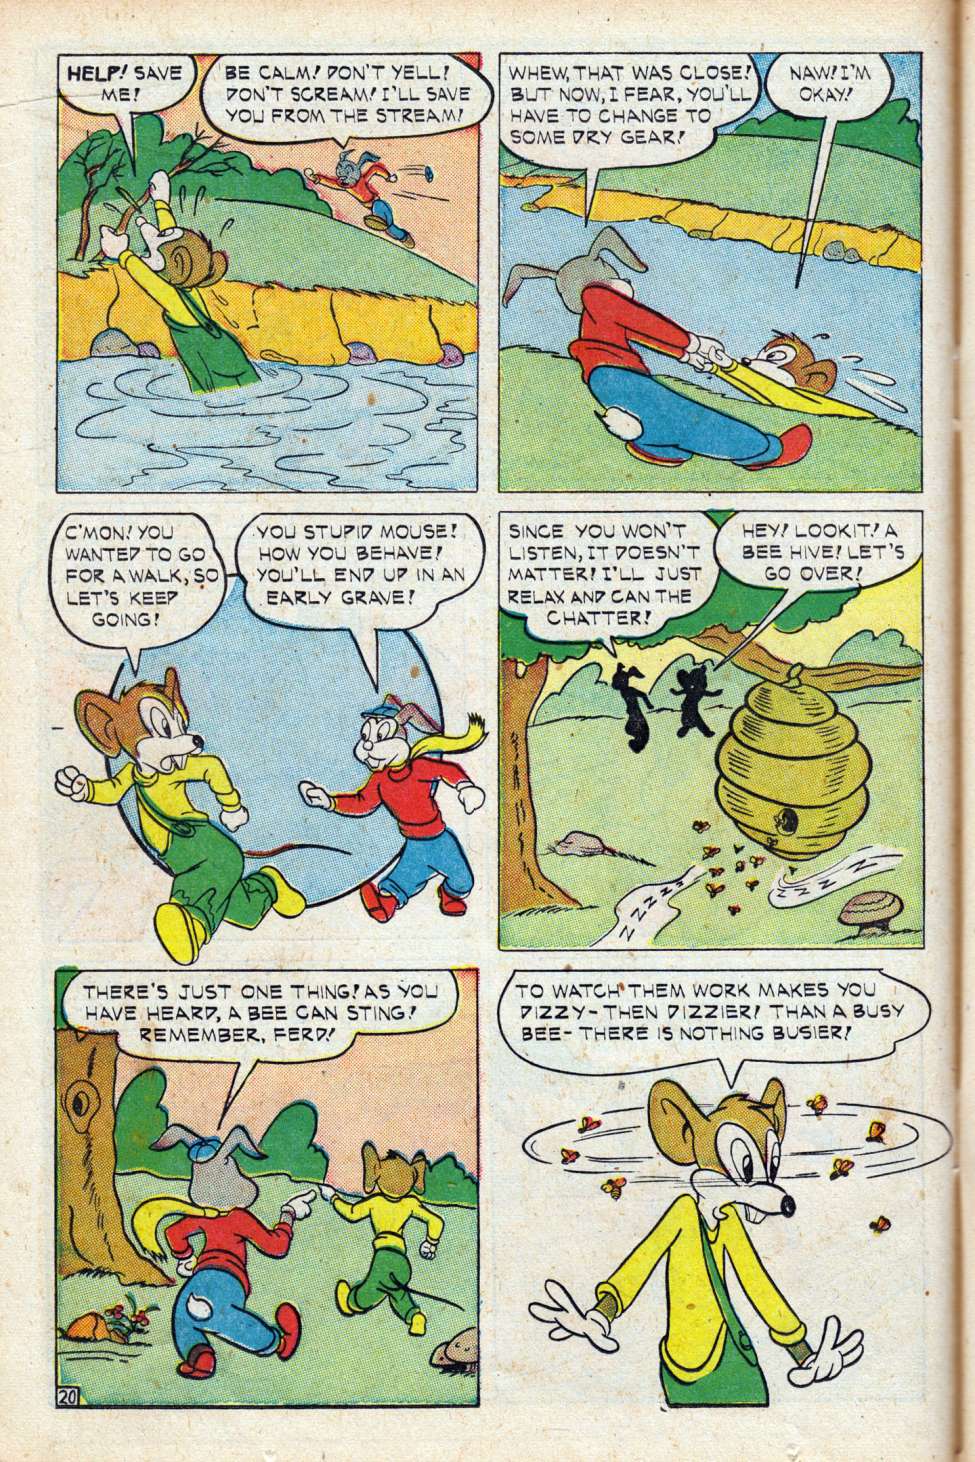 HELP! SAVE
ME!
BE CALM! DON'T YELL!
DON'T SCREAM! I'LL SAVE
YOU FROM THE STREAM!
WHEW, THAT WAS CLOSE!
BUT NOW, I FEAR, YOU'LL
HAVE TO CHANGE TO
SOME DRY GEAR!
NAW! I'M
OKAY!
C'MON! YOU
WANTED TO GO
FOR A WALK, SO
LET'S KEEP
GOING!
YOU STUPID MOUSE!
HOW YOU BEHAVE!
YOU'LL END UP IN AN
EARLY GRAVE!
SINCE YOU WON'T
LISTEN, IT DOESN'T
MATTER! I'LL JUST
RELAX AND CAN THE
CHATTER!
HEY! LOOKIT! A
BEE HIVE! LET'S
GO OVER!
ZZZZZ
ZZZZZZ
THERE'S JUST ONE THING! AS YOU
HAVE HEARD, A BEE CAN STING!
REMEMBER, FERD!
TO WATCH THEM WORK MAKES YOU
DIZZY - THEN DIZZIER! THAN A BUSY
BEE - THERE IS NOTHING BUSIER!
20